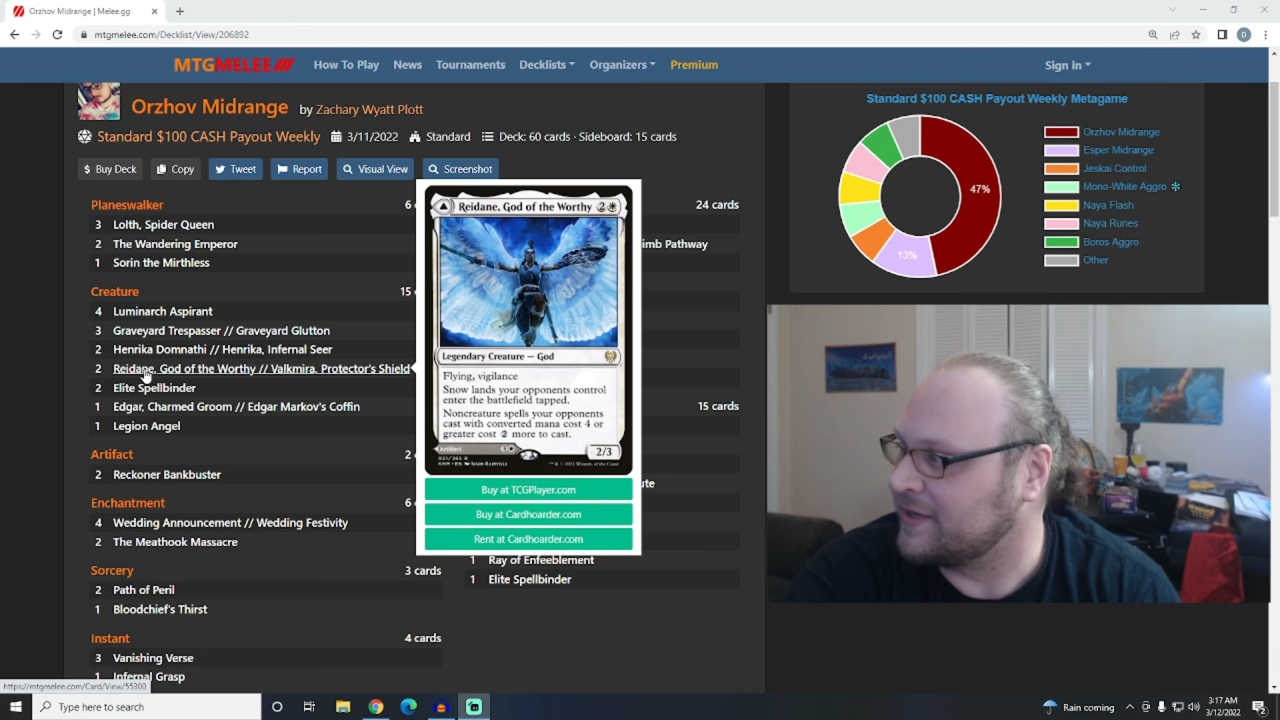 Orzhov Midrange | Melee.gg
mtgmelee.com/Decklist/View/206892
D
MTGMELEE
How To Play
News
Tournaments
Decklists
Organizers
Premium
Sign in
Orzhov Midrange by Zachary Wyatt Plott
Standard $100 CASH Payout Weekly 3/11/2022 Standard Deck: 60 cards · Sideboard: 15 cards
$ Buy Deck
Copy
Tweet
Report
Visual View
Screenshot
Planeswalker 6
3 Lolth, Spider Queen
2 The Wandering Emperor
1 Sorin the Mirthless
Creature 15
4 Luminarch Aspirant
3 Graveyard Trespasser // Graveyard Glutton
2 Henrika Domnathi // Henrika, Infernal Seer
2 Reidane, God of the Worthy // Valkmira, Protector's Shield
2 Elite Spellbinder
1 Edgar, Charmed Groom // Edgar Markov's Coffin
1 Legion Angel
Artifact 2
2 Reckoner Bankbuster
Enchantment 6
4 Wedding Announcement // Wedding Festivity
2 The Meathook Massacre
Sorcery 3 cards
2 Path of Peril
1 Bloodchief's Thirst
Instant 4 cards
3 Vanishing Verse
1 Infernal Grasp
24 cards
imb Pathway
15 cards
ute
1 Ray of Enfeeblement
1 Elite Spellbinder
Reidane, God of the Worthy 2
Legendary Creature — God
Flying, vigilance
Snow lands your opponents control
enter the battlefield tapped.
Noncreature spells your opponents
cast with converted mana cost 4 or
greater cost 2 more to cast.
Artifact
2/3
Buy at TCGPlayer.com
Buy at Cardhoarder.com
Rent at Cardhoarder.com
Standard $100 CASH Payout Weekly Metagame
47%
13%
Orzhov Midrange
Esper Midrange
Jeskai Control
Mono-White Aggro
Naya Flash
Naya Runes
Boros Aggro
Other
https://mtgmelee.com/Card/View/55300
Type here to search
Rain coming
3:17 AM
3/12/2022
2